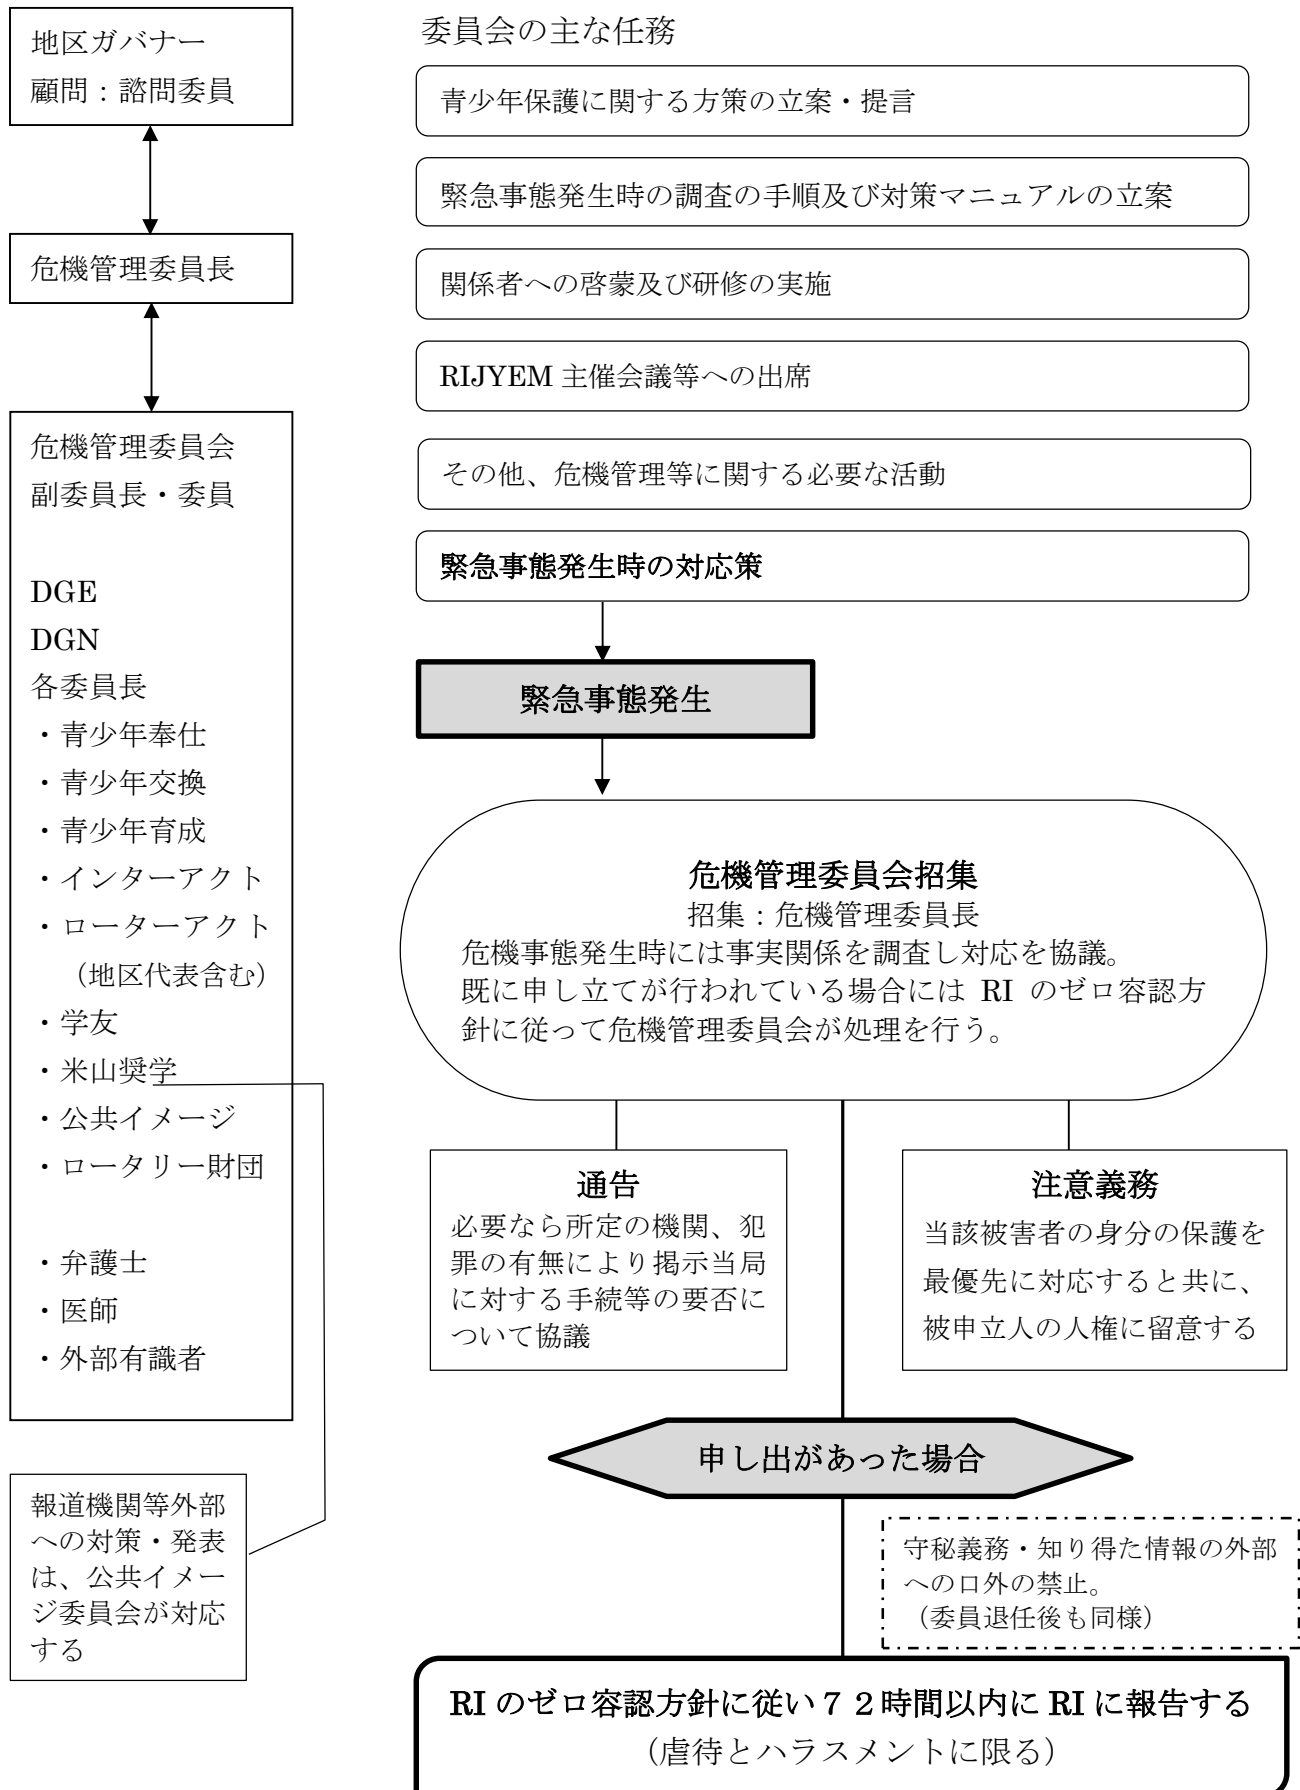 地区ガバナー
顧問：諮問委員
危機管理委員長
危機管理委員会
副委員長・委員
DGE
DGN
各委員長
・青少年奉仕
・青少年交換
・青少年育成
・インターアクト
・ローターアクト
（地区代表含む）
・学友
・米山奨学
・公共イメージ
・ロータリー財団
・弁護士
・医師
・外部有識者
報道機関等外部
への対策・発表
は、公共イメー
ジ委員会が対応
する
委員会の主な任務
青少年保護に関する方策の立案・提言
緊急事態発生時の調査の手順及び対策マニュアルの立案
関係者への啓蒙及び研修の実施
RIJYEM 主催会議等への出席
その他、危機管理等に関する必要な活動
緊急事態発生時の対応策
緊急事態発生
危機管理委員会招集
招集：危機管理委員長
危機事態発生時には事実関係を調査し対応を協議。
既に申し立てが行われている場合には RI のゼロ容認方
針に従って危機管理委員会が処理を行う。
通告
必要なら所定の機関、犯
罪の有無により掲示当局
に対する手続等の要否に
ついて協議
注意義務
当該被害者の身分の保護を
最優先に対応すると共に、
被申立人の人権に留意する
申し出があった場合
守秘義務・知り得た情報の外部
への口外の禁止。
（委員退任後も同様）
RI のゼロ容認方針に従い７２時間以内に RI に報告する
（虐待とハラスメントに限る）